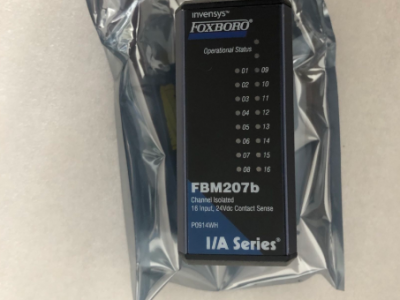 invensys™
FOXBORO®
Operational Status
01 09
02 10
03 11
04 12
05 13
06 14
07 15
08 16
FBM207b
Channel Isolated
16 Input, 24Vdc Contact Sense
P0914WH
I/A Series®